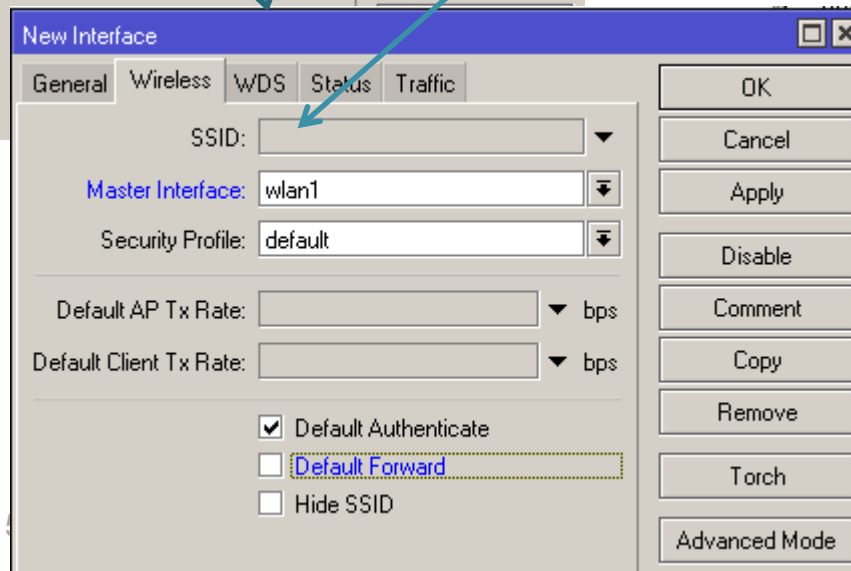 New Interface
General Wireless WDS Status Traffic
SSID:
Master Interface: wlan1
Security Profile: default
Default AP Tx Rate: bps
Default Client Tx Rate: bps
Default Authenticate
Default Forward
Hide SSID
OK
Cancel
Apply
Disable
Comment
Copy
Remove
Torch
Advanced Mode